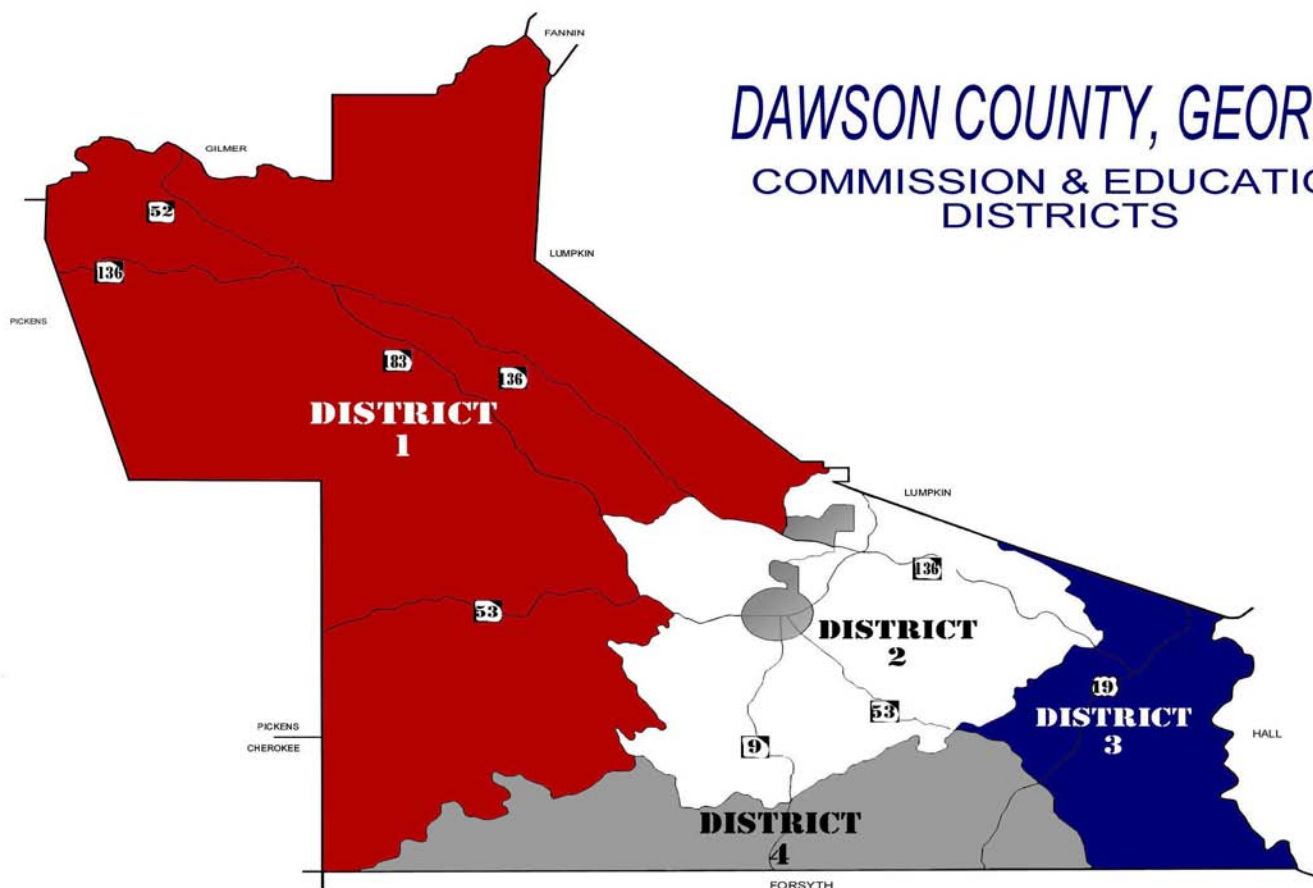 FANNIN
DAWSON COUNTY, GEOR
COMMISSION & EDUCATIO
DISTRICTS
GILMER
52
LUMPKIN
136
PICKENS
183
136
DISTRICT
1
LUMPKIN
136
53
DISTRICT
2
19
53
DISTRICT
3
PICKENS
CHEROKEE
HALL
9
DISTRICT
4
FORSYTH